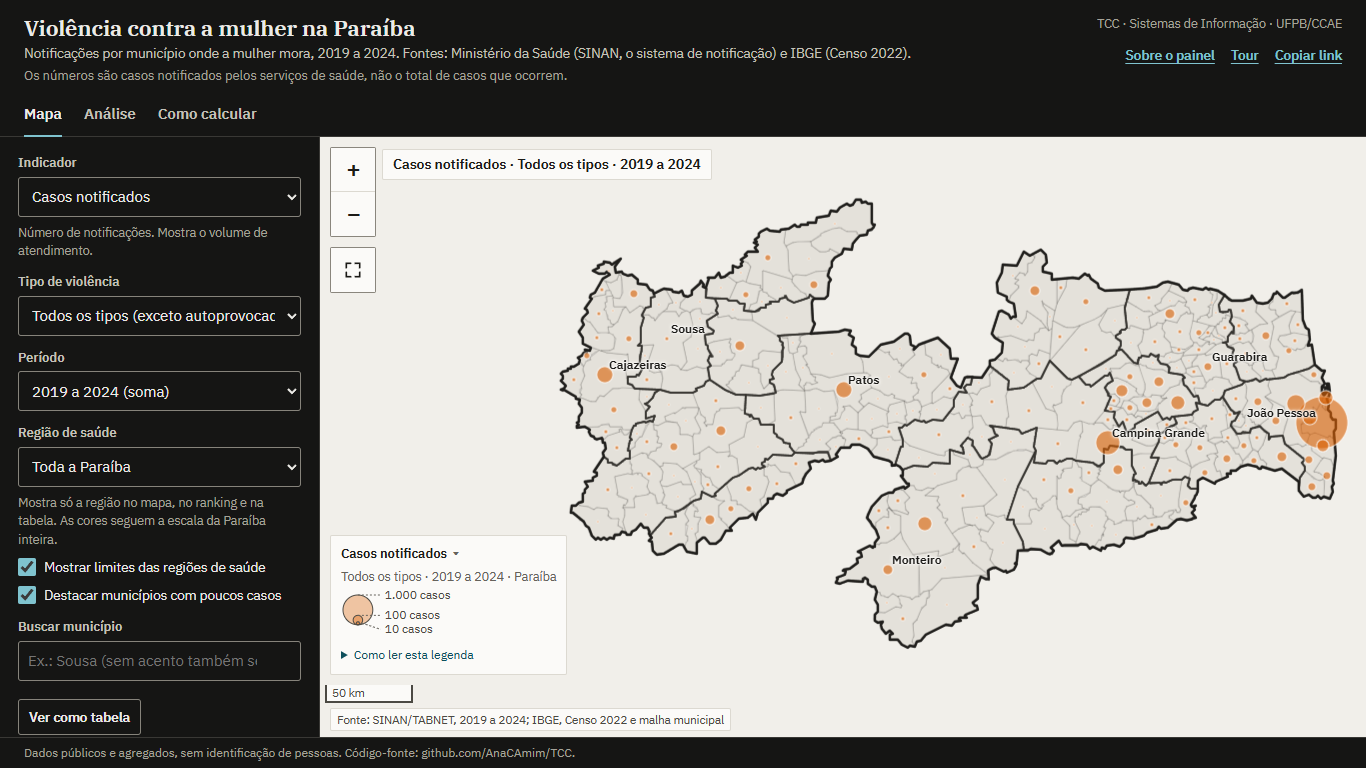 Violência contra a mulher na Paraíba
Notificações por município onde a mulher mora, 2019 a 2024. Fontes: Ministério da Saúde (SINAN, o sistema de notificação) e IBGE (Censo 2022).
Os números são casos notificados pelos serviços de saúde, não o total de casos que ocorrem.
TCC · Sistemas de Informação · UFPB/CCAE
Sobre o painel Tour Copiar link
Mapa Análise Como calcular
Indicador
Casos notificados
Número de notificações. Mostra o volume de
atendimento.
Tipo de violência
Todos os tipos (exceto autoprovocac
Período
2019 a 2024 (soma)
Região de saúde
Toda a Paraíba
Mostra só a região no mapa, no ranking e na
tabela. As cores seguem a escala da Paraíba
inteira.
Mostrar limites das regiões de saúde
Destacar municípios com poucos casos
Buscar município
Ex.: Sousa (sem acento também se
Ver como tabela
+
−
Casos notificados · Todos os tipos · 2019 a 2024
Sousa
Cajazeiras
Patos
Guarabira
João Pessoa
Campina Grande
Monteiro
Casos notificados
Todos os tipos · 2019 a 2024 · Paraíba
1.000 casos
100 casos
10 casos
Como ler esta legenda
50 km
Fonte: SINAN/TABNET, 2019 a 2024; IBGE, Censo 2022 e malha municipal
Dados públicos e agregados, sem identificação de pessoas. Código-fonte: github.com/AnaCAmim/TCC.